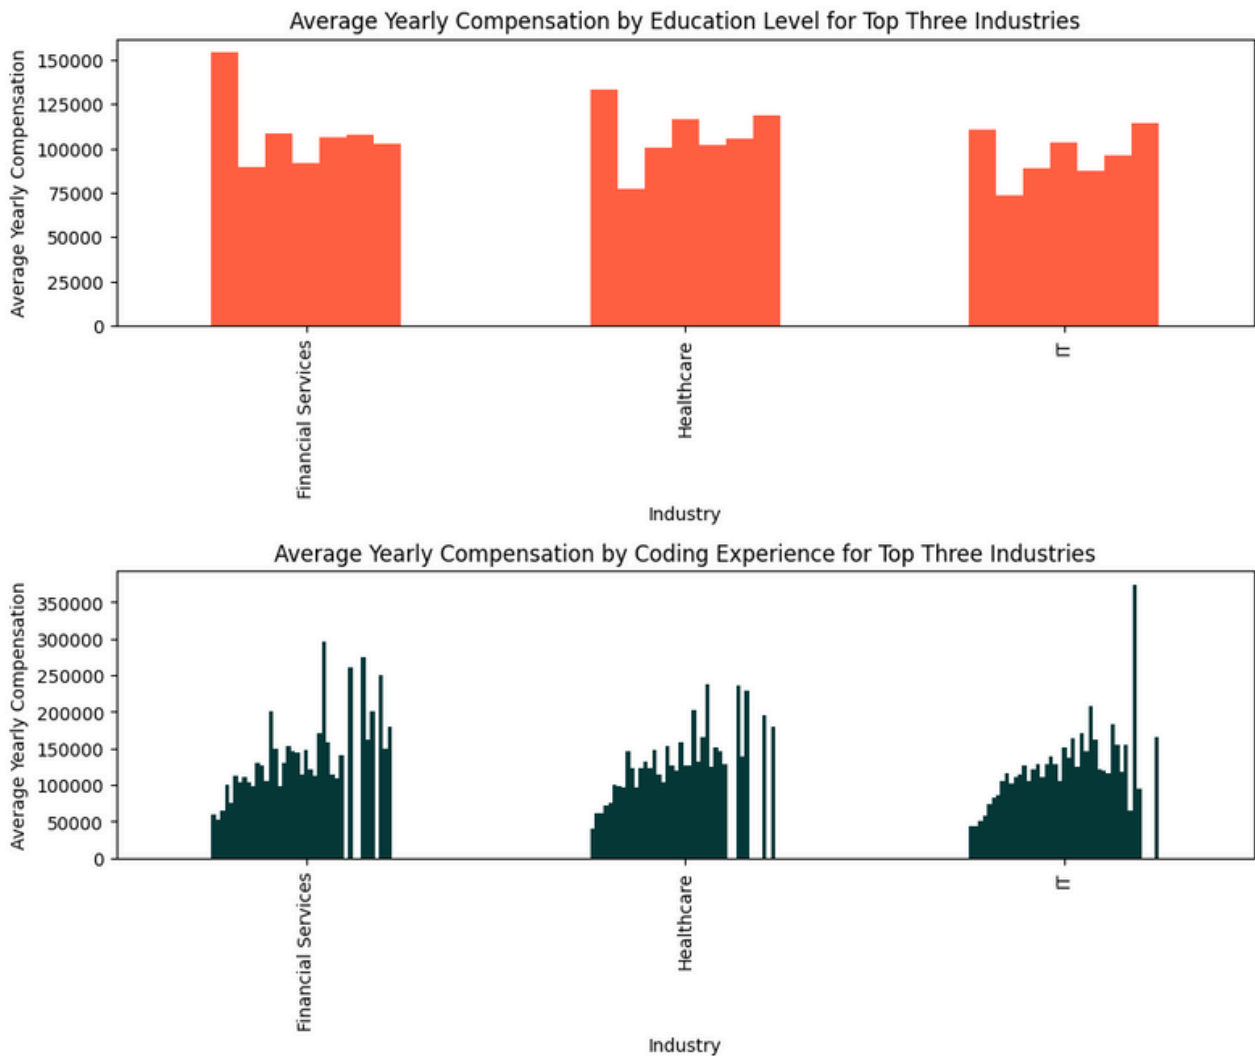 Average Yearly Compensation by Education Level for Top Three Industries
Average Yearly Compensation
150000
125000
100000
75000
50000
25000
0
Financial Services
Healthcare
IT
Industry
Average Yearly Compensation by Coding Experience for Top Three Industries
Average Yearly Compensation
350000
300000
250000
200000
150000
100000
50000
0
Financial Services
Healthcare
IT
Industry